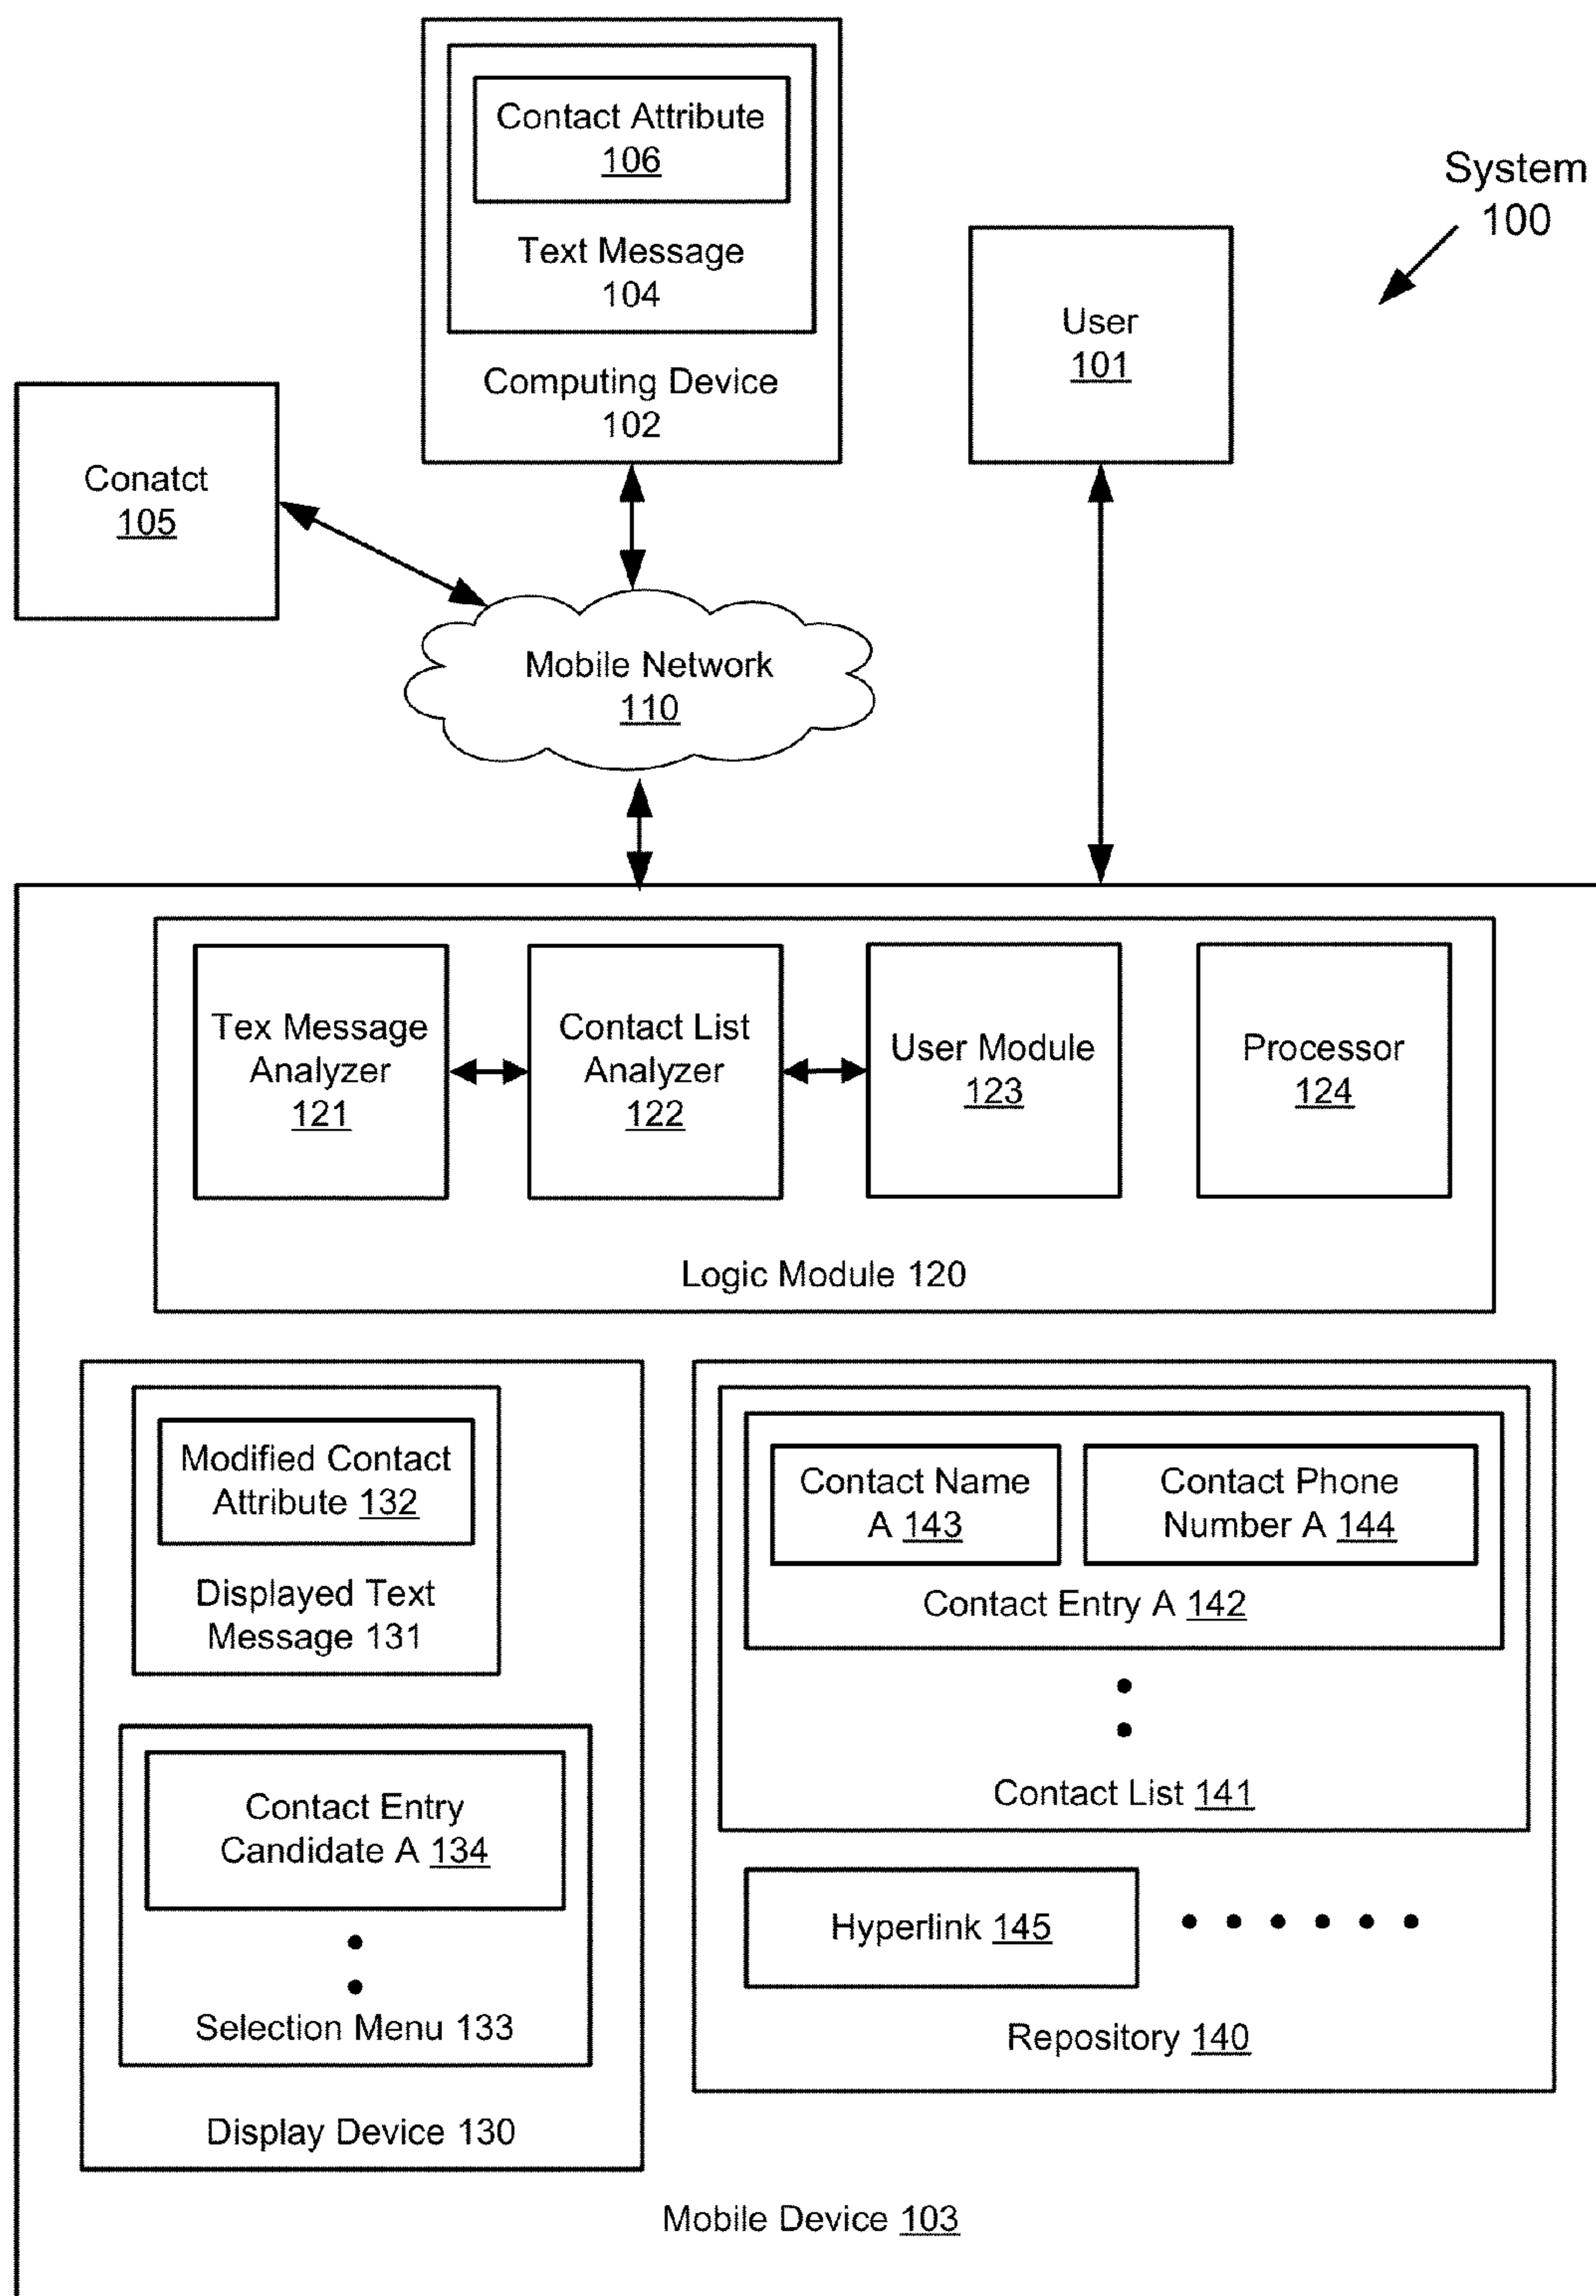 Contact Attribute
106
Text Message
104
Computing Device
102
System
100
User
101
Conatct
105
Mobile Network
110
Tex Message
Analyzer
121
Contact List
Analyzer
122
User Module
123
Processor
124
Logic Module 120
Modified Contact
Attribute 132
Displayed Text
Message 131
Contact Entry
Candidate A 134
Selection Menu 133
Display Device 130
Contact Name
A 143
Contact Phone
Number A 144
Contact Entry A 142
Contact List 141
Hyperlink 145
Repository 140
Mobile Device 103